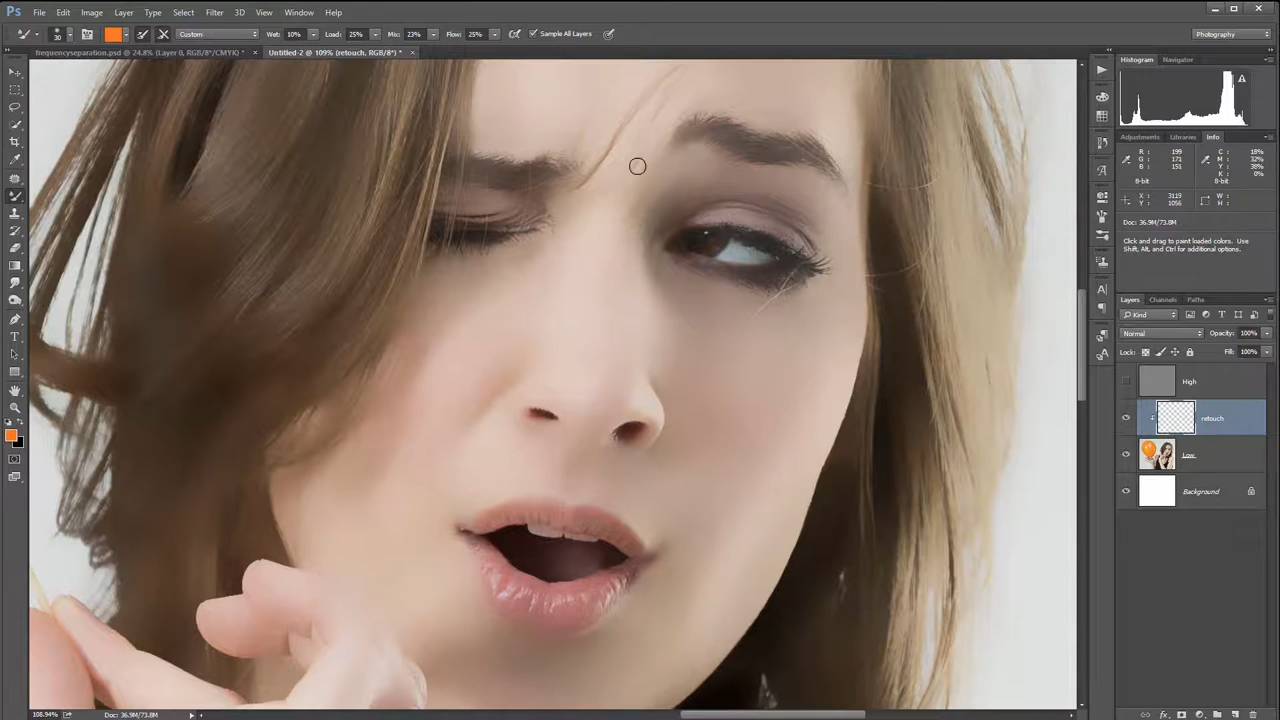 Ps File Edit Image Layer Type Select Filter 3D View Window Help
30 Custom Wet: 10% Load: 25% Mix: 23% Flow: 25% Sample All Layers Photography
frequencyseparation.psd @ 24.8% (Layer 0, RGB/8*/CMYK) * × Untitled-2 @ 109% (retouch, RGB/8*) * ×
Histogram Navigator
Adjustments Libraries Info
R: 199 C: 18%
G: 171 M: 32%
B: 151 Y: 38%
K: 0%
8-bit 8-bit
X: 3119 W:
Y: 1056 H:
Doc: 36.9M/73.8M
Click and drag to paint loaded colors. Use
Shift, Alt, and Ctrl for additional options.
Layers Channels Paths
Kind
Normal Opacity: 100%
Lock: Fill: 100%
High
retouch
Low
Background
108.94% Doc: 36.9M/73.8M